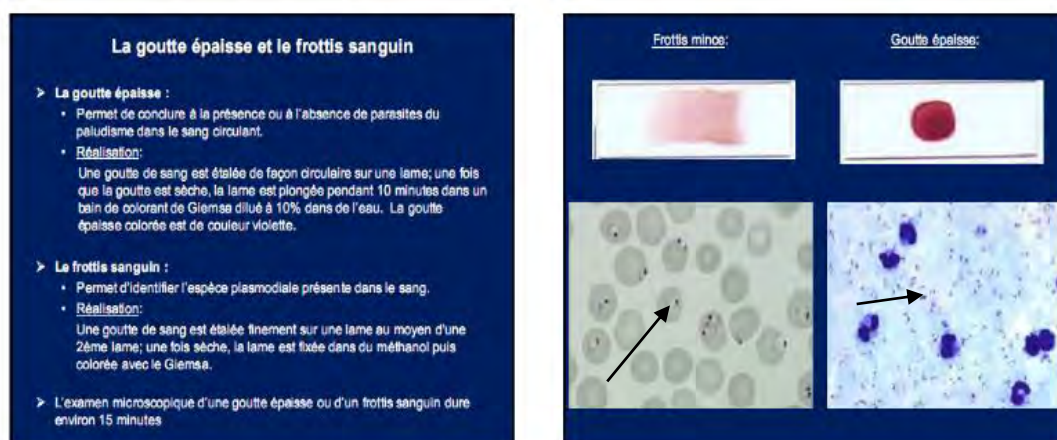 La goutte épaisse et le frottis sanguin
➢ La goutte épaisse :
• Permet de conclure à la présence ou à l'absence de parasites du
paludisme dans le sang circulant.
• Réalisation:
Une goutte de sang est étalée de façon circulaire sur une lame; une fois
que la goutte est sèche, la lame est plongée pendant 10 minutes dans un
bain de colorant de Giemsa dilué à 10% dans de l'eau. La goutte
épaisse colorée est de couleur violette.
➢ Le frottis sanguin :
• Permet d'identifier l'espèce plasmodiale présente dans le sang.
• Réalisation:
Une goutte de sang est étalée finement sur une lame au moyen d'une
2ème lame; une fois sèche, la lame est fixée dans du méthanol puis
colorée avec le Giemsa.
➢ L'examen microscopique d'une goutte épaisse ou d'un frottis sanguin dure
environ 15 minutes
Frottis mince:
Goutte épaisse: